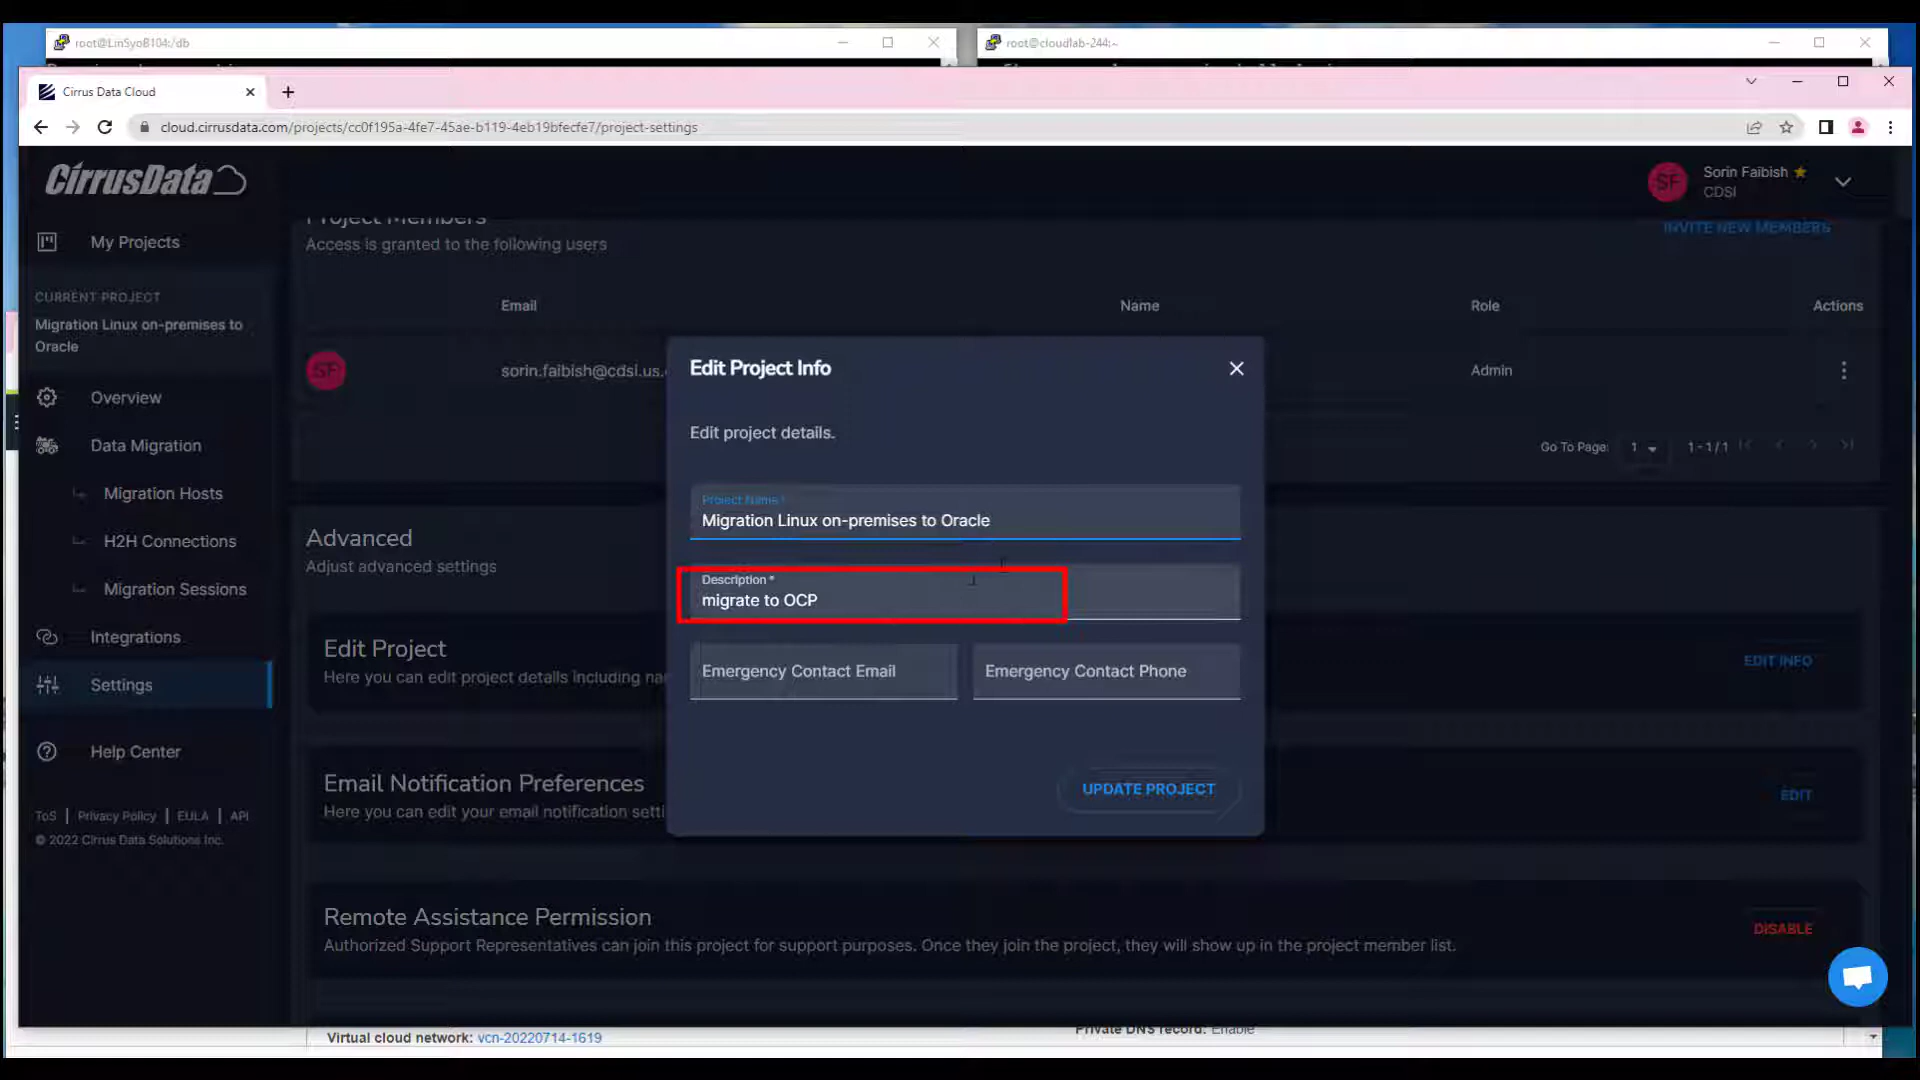 root@LinSyoB104:/db
root@cloudlab-244:~
Cirrus Data Cloud
cloud.cirrusdata.com/projects/cc0f195a-4fe7-45ae-b119-4eb19bfecfe7/project-settings
CirrusData
SF
Sorin Faibish
CDSI
My Projects
CURRENT PROJECT
Migration Linux on-premises to
Oracle
Overview
Data Migration
Migration Hosts
H2H Connections
Migration Sessions
Integrations
Settings
Help Center
ToS | Privacy Policy | EULA | API
© 2022 Cirrus Data Solutions Inc.
Project Members
Access is granted to the following users
INVITE NEW MEMBERS
Email
Name
Role
Actions
SF
sorin.faibish@cdsi.us.
Admin
Go To Page:
1
1-1/1
Advanced
Adjust advanced settings
Edit Project
Here you can edit project details including na
EDIT INFO
Email Notification Preferences
Here you can edit your email notification setti
EDIT
Remote Assistance Permission
Authorized Support Representatives can join this project for support purposes. Once they join the project, they will show up in the project member list.
DISABLE
Edit Project Info
Edit project details.
Project Name *
Migration Linux on-premises to Oracle
Description *
migrate to OCP
Emergency Contact Email
Emergency Contact Phone
UPDATE PROJECT
Virtual cloud network: vcn-20220714-1619
Private DNS record: Enable